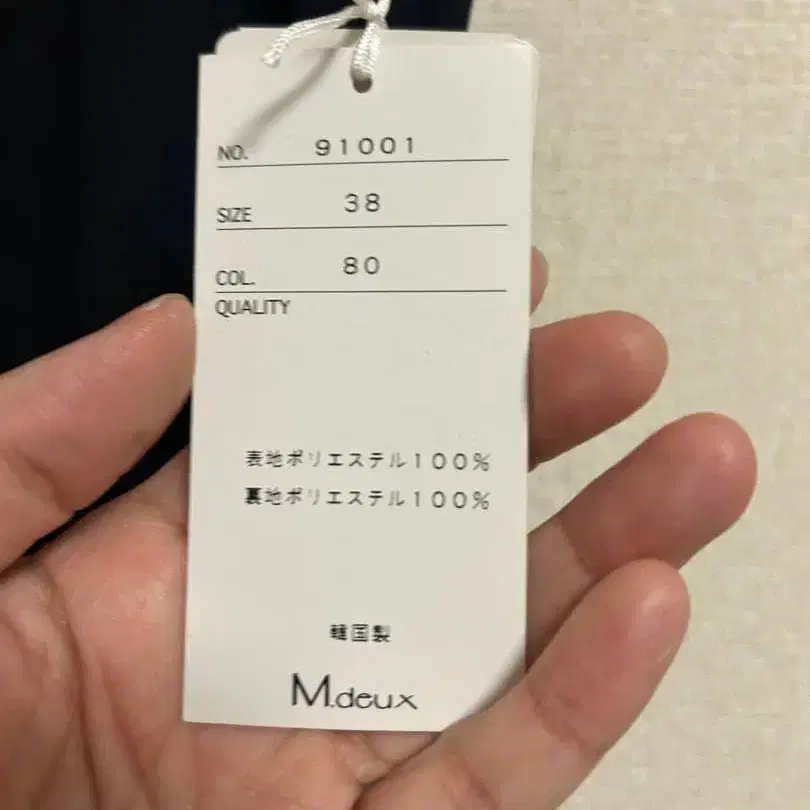 NO. 91001
SIZE 38
COL. 80
QUALITY
表地ポリエステル100%
裏地ポリエステル100%
韓国製
M.deux